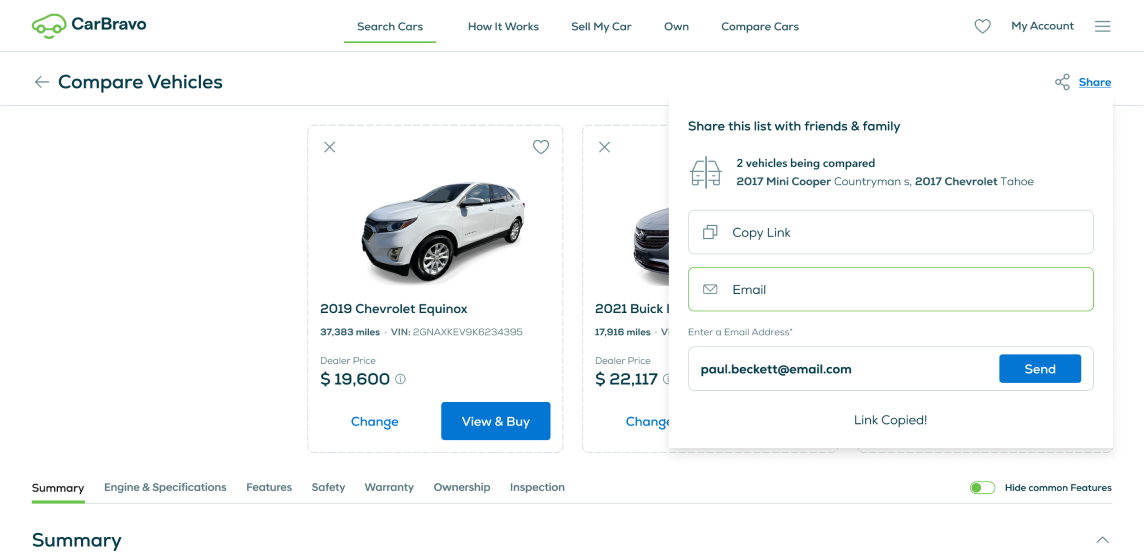 CarBravo
Search Cars
How It Works
Sell My Car
Own
Compare Cars
My Account
Compare Vehicles
Share
Share this list with friends & family
2 vehicles being compared
2017 Mini Cooper Countryman s, 2017 Chevrolet Tahoe
Copy Link
Email
Enter a Email Address*
paul.beckett@email.com
Send
Link Copied!
2019 Chevrolet Equinox
37,383 miles · VIN: 2GNAXKEV9K6234395
Dealer Price
$ 19,600
Change
View & Buy
2021 Buick
17,916 miles ·
Dealer Price
$ 22,117
Change
Summary
Engine & Specifications
Features
Safety
Warranty
Ownership
Inspection
Hide common Features
Summary